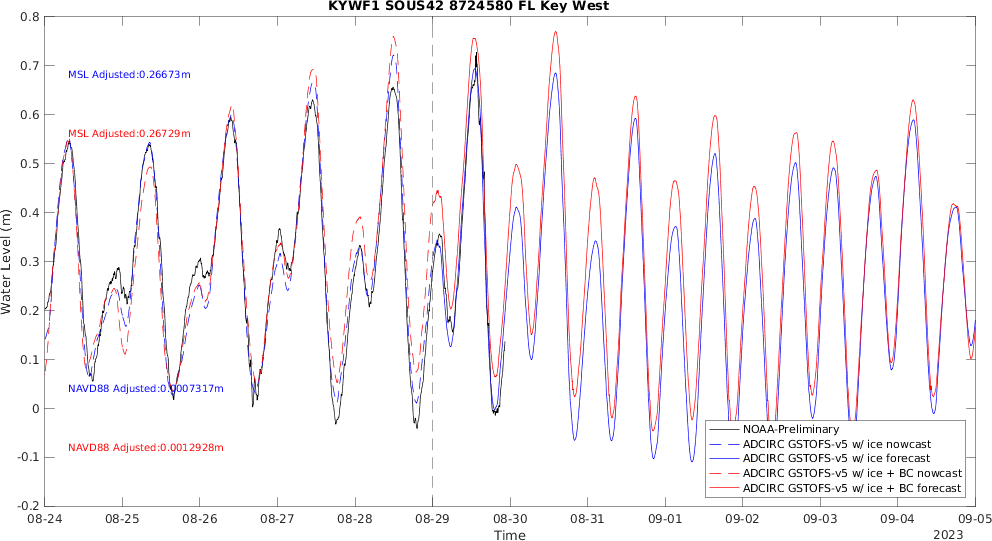 KYWF1 SOUS42 8724580 FL Key West
0.8
0.7
0.6
0.5
0.4
0.3
0.2
0.1
0
-0.1
-0.2
Water Level (m)
MSL Adjusted:0.26673m
MSL Adjusted:0.26729m
NAVD88 Adjusted:0.0007317m
NAVD88 Adjusted:0.0012928m
NOAA-Preliminary
ADCIRC GSTOFS-v5 w/ ice nowcast
ADCIRC GSTOFS-v5 w/ ice forecast
ADCIRC GSTOFS-v5 w/ ice + BC nowcast
ADCIRC GSTOFS-v5 w/ ice + BC forecast
08-24 08-25 08-26 08-27 08-28 08-29 08-30 08-31 09-01 09-02 09-03 09-04 09-05
Time
2023